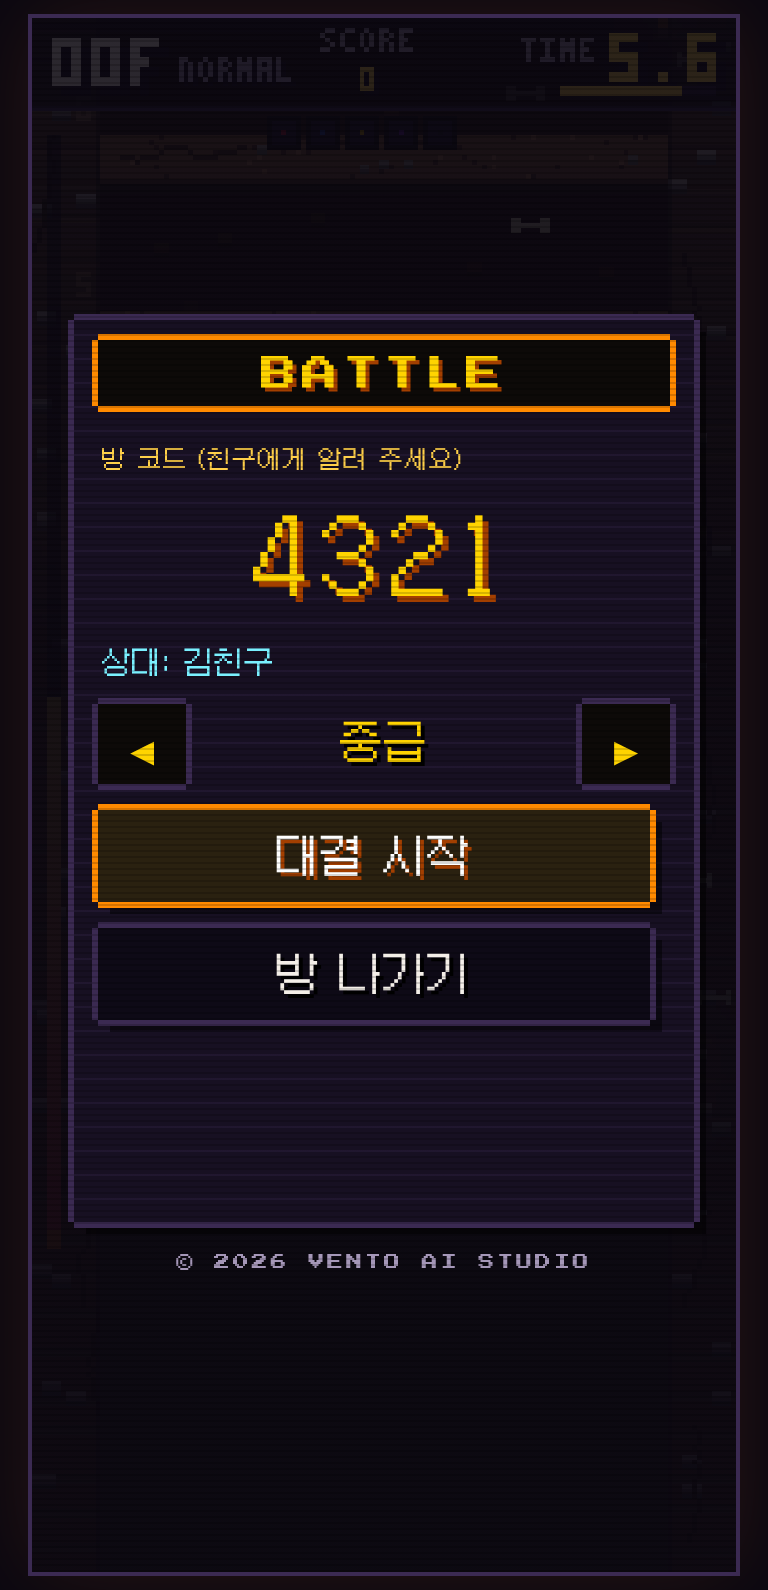 00F NORMAL
SCORE
0
TIME 5.6
BATTLE
방 코드 (친구에게 알려 주세요)
4321
상대: 김친구
◀ 중급 ▶
대결 시작
방 나가기
© 2026 VENTO AI STUDIO